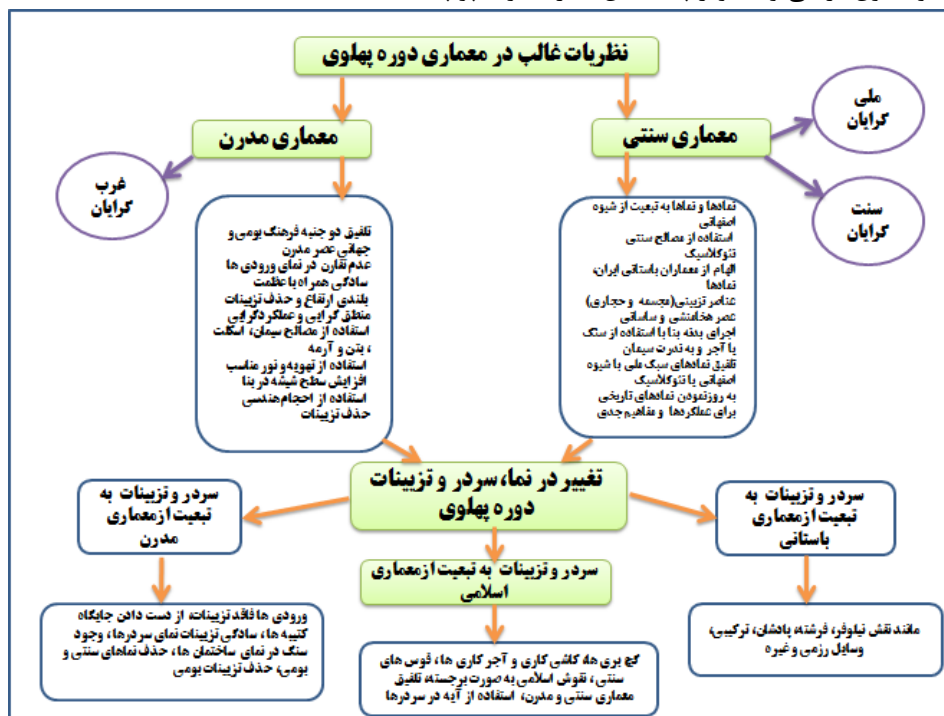 نظریات غالب در معماری دوره پهلوی
معماری سنتی
معماری مدرن
ملی
گرایان
سنت
گرایان
غرب
گرایان
نمادها و نماها به تبعیت از شیوه
اصفهانی
استفاده از مصالح سنتی
نئوکلاسیک
الهام از معماران باستانی ایران،
نمادها
عناصر تزیینی(مجسمه و حجاری)
عصر هخامنشی و ساسانی
اجرای بدنه بنا با استفاده از سنگ
یا آجر و به ندرت سیمان
تلفیق نمادهای سبک ملی با شیوه
اصفهانی یا نئوکلاسیک
به روزنمودن نمادهای تاریخی
برای عملکردها و مفاهیم جدی
تلفیق دو جنبه فرهنگ بومی و
جهانی عصر مدرن
عدم تقارن در نمای ورودی ها
سادگی همراه با عظمت
بلندی ارتفاع و حذف تزیینات
منطق گرایی و عملکردگرایی
استفاده از مصالح سیمان، اسکلت
، بتن و آرمه
استفاده از تهویه و نور مناسب
افزایش سطح شیشه در بنا
استفاده از احجام هندسی
حذف تزیینات
تغییر در نما، سردر و تزیینات
دوره پهلوی
سردر و تزیینات به
تبعیت ازمعماری
باستانی
سردر و تزیینات به تبعیت ازمعماری
اسلامی
سردر و تزیینات به
تبعیت ازمعماری
مدرن
مانند نقش نیلوفر، فرشته، پادشان، ترکیبی،
وسایل رزمی و غیره
گچ بری ها، کاشی کاری و آجر کاری ها، قوس های
سنتی، نقوش اسلامی به صورت برجسته، تلفیق
معماری سنتی و مدرن، استفاده از آیه در سردرها
ورودی ها فاقد تزیینات، از دست دادن جایگاه
کتیبه ها، سادگی تزیینات نمای سردرها، وجود
سنگ در نمای ساختمان ها، حذف نماهای سنتی و
بومی، حذف تزیینات بومی